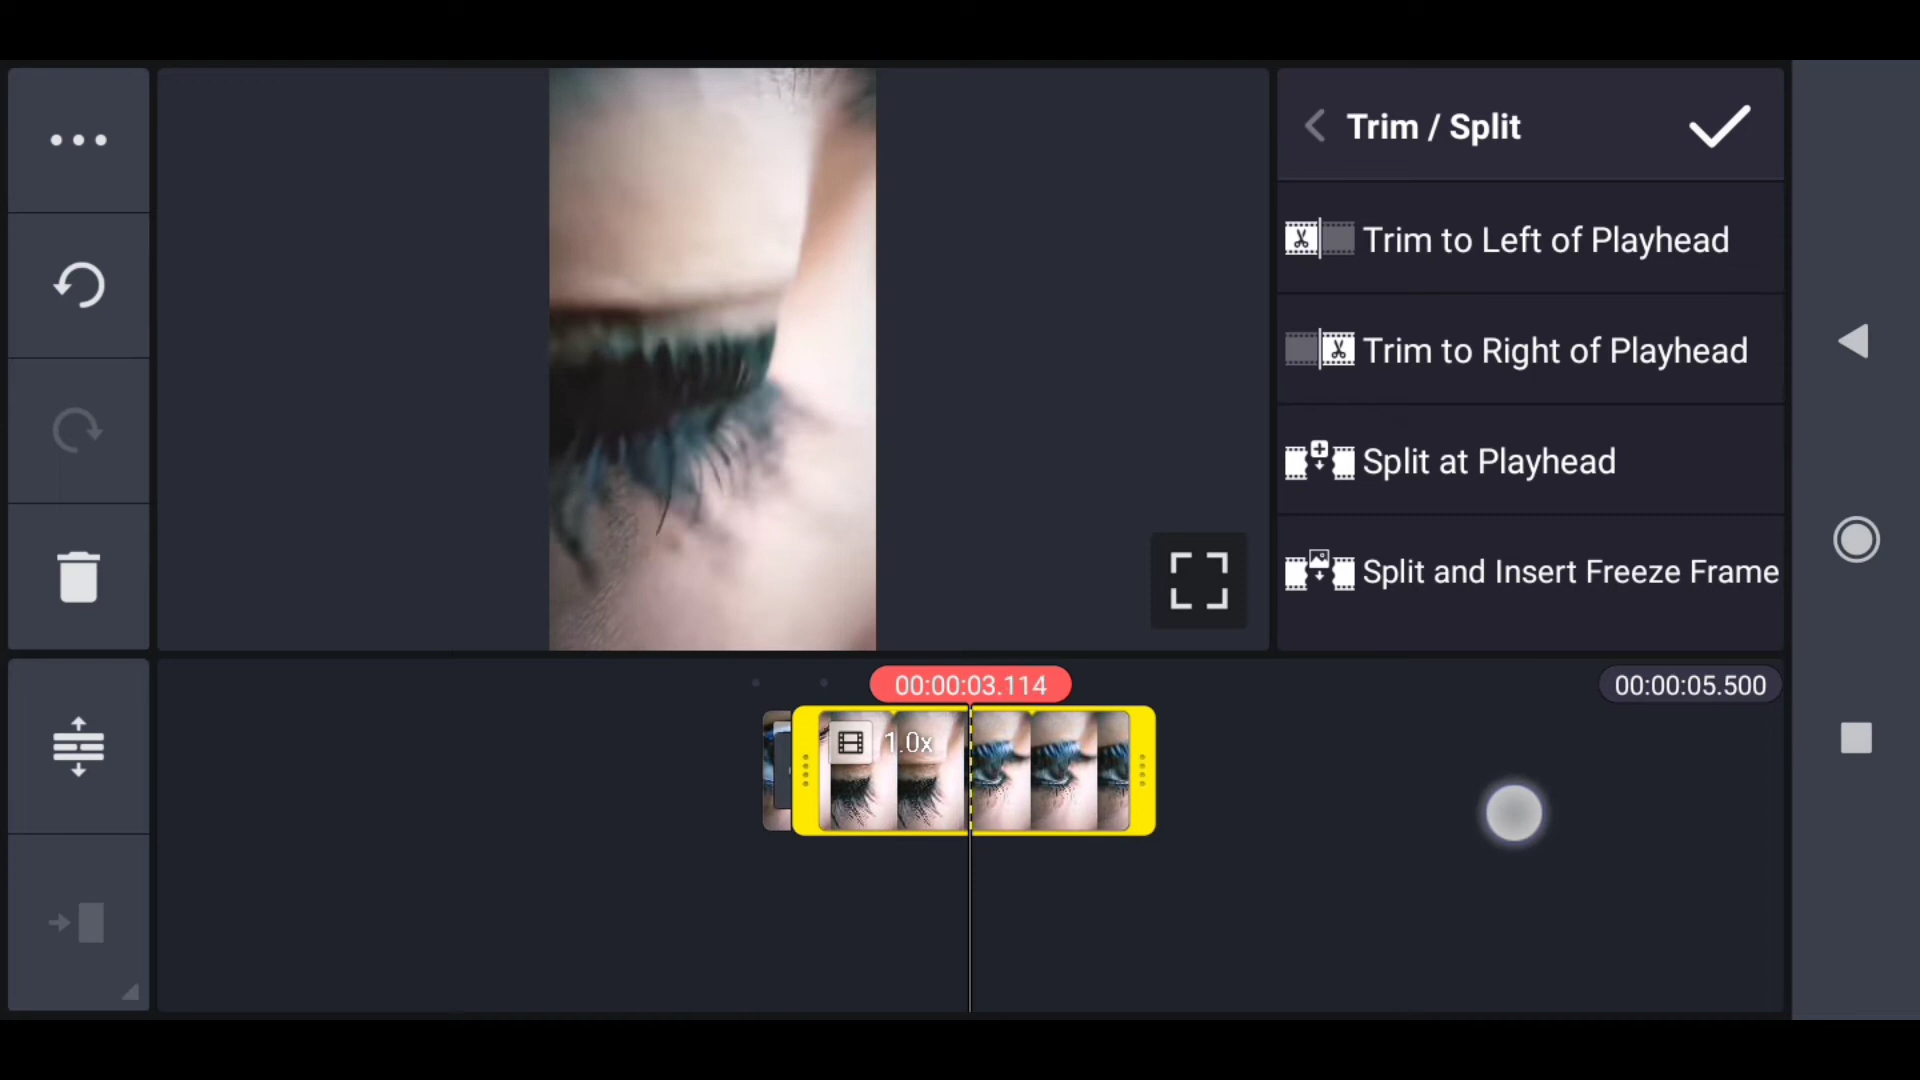 Trim / Split
Trim to Left of Playhead
Trim to Right of Playhead
Split at Playhead
Split and Insert Freeze Frame
00:00:03.114
00:00:05.500
1.0x